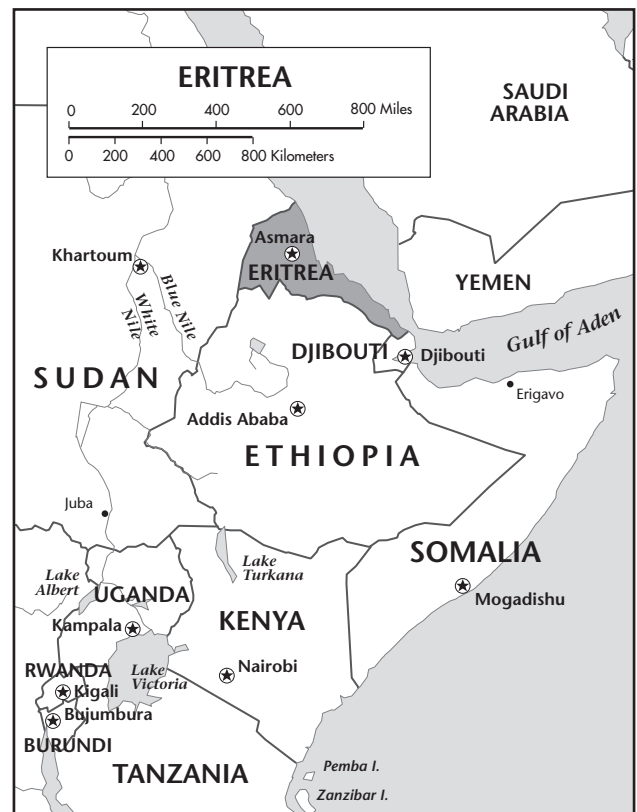 ERITREA
0 200 400 600 800 Miles
0 200 400 600 800 Kilometers
SAUDI
ARABIA
Asmara
ERITREA
Khartoum
Blue Nile
White
Nile
YEMEN
Gulf of Aden
DJIBOUTI
Djibouti
SUDAN
Erigavo
Addis Ababa
ETHIOPIA
Juba
SOMALIA
Lake
Turkana
Lake
Albert
UGANDA
Mogadishu
KENYA
Kampala
RWANDA
Lake
Victoria
Nairobi
Kigali
Bujumbura
BURUNDI
TANZANIA
Pemba I.
Zanzibar I.